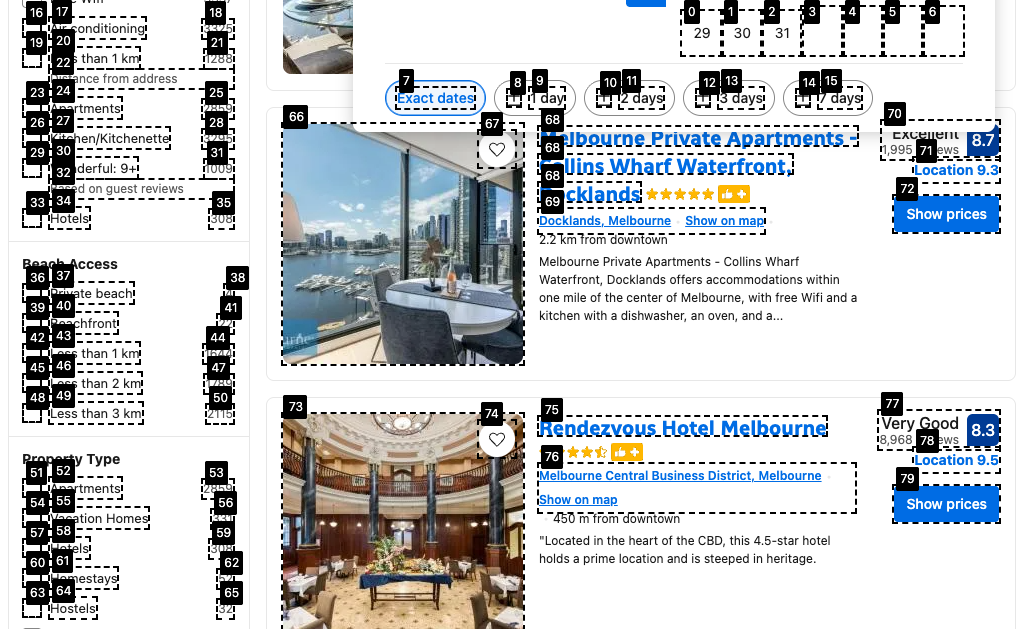 0 1 2 3 4 5 6
29 30 31
7 8 9 10 11 12 13 14 15
Exact dates
1 day
2 days
3 days
7 days
16 17 18
Air conditioning
19 20 21
than 1 km 1288
22
Distance from address
23 24 25
Apartments 2859
26 27 28
Kitchen/Kitchenette 3295
29 30 31
Wonderful: 9+ 1009
32
Based on guest reviews
33 34 35
Hotels 308
Beach Access
36 37 38
Private beach
39 40 41
Beachfront
42 43 44
Less than 1 km
45 46 47
Less than 2 km 1789
48 49 50
Less than 3 km 2115
Property Type
51 52 53
Apartments 2859
54 55 56
Vacation Homes
57 58 59
Hotels 308
60 61 62
Homestays
63 64 65
Hostels 32
66 67 68
Melbourne Private Apartments -
68
Collins Wharf Waterfront,
68
Docklands
69
Docklands, Melbourne Show on map
2.2 km from downtown
Melbourne Private Apartments - Collins Wharf
Waterfront, Docklands offers accommodations within
one mile of the center of Melbourne, with free Wifi and a
kitchen with a dishwasher, an oven, and a...
70
Excellent
1,995 8.7
71
Location 9.3
72
Show prices
73 74 75
Rendezvous Hotel Melbourne
76
Melbourne Central Business District, Melbourne
Show on map
450 m from downtown
"Located in the heart of the CBD, this 4.5-star hotel
holds a prime location and is steeped in heritage.
77
Very Good
8,968 8.3
78
Location 9.5
79
Show prices